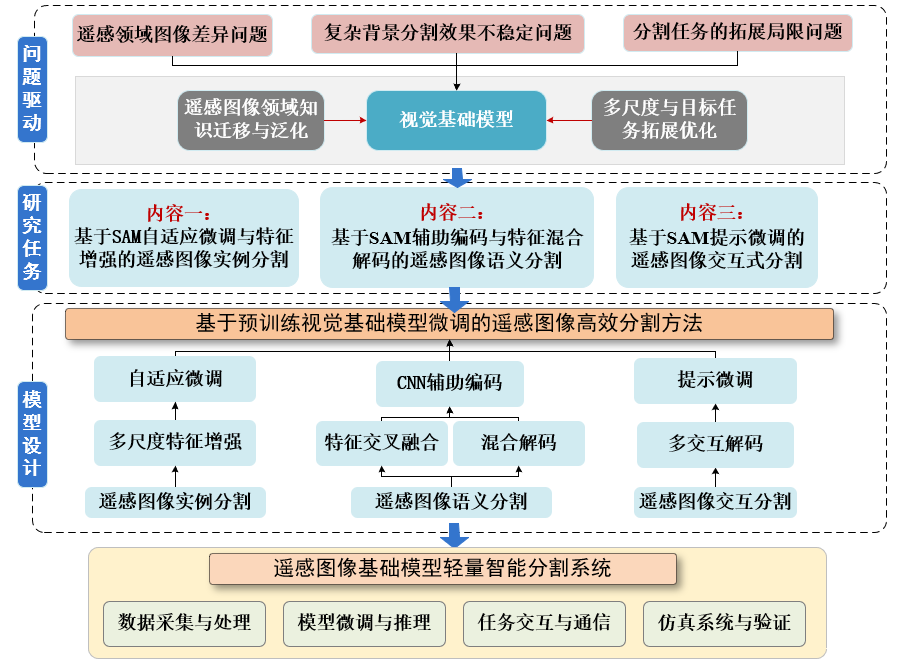 问题驱动
遥感领域图像差异问题
复杂背景分割效果不稳定问题
分割任务的拓展局限问题
遥感图像领域知
识迁移与泛化
视觉基础模型
多尺度与目标任
务拓展优化
研究任务
内容一：
基于SAM自适应微调与特征
增强的遥感图像实例分割
内容二：
基于SAM辅助编码与特征混合
解码的遥感图像语义分割
内容三：
基于SAM提示微调的
遥感图像交互式分割
模型设计
基于预训练视觉基础模型微调的遥感图像高效分割方法
自适应微调
CNN辅助编码
提示微调
多尺度特征增强
特征交叉融合
混合解码
多交互解码
遥感图像实例分割
遥感图像语义分割
遥感图像交互分割
遥感图像基础模型轻量智能分割系统
数据采集与处理
模型微调与推理
任务交互与通信
仿真系统与验证